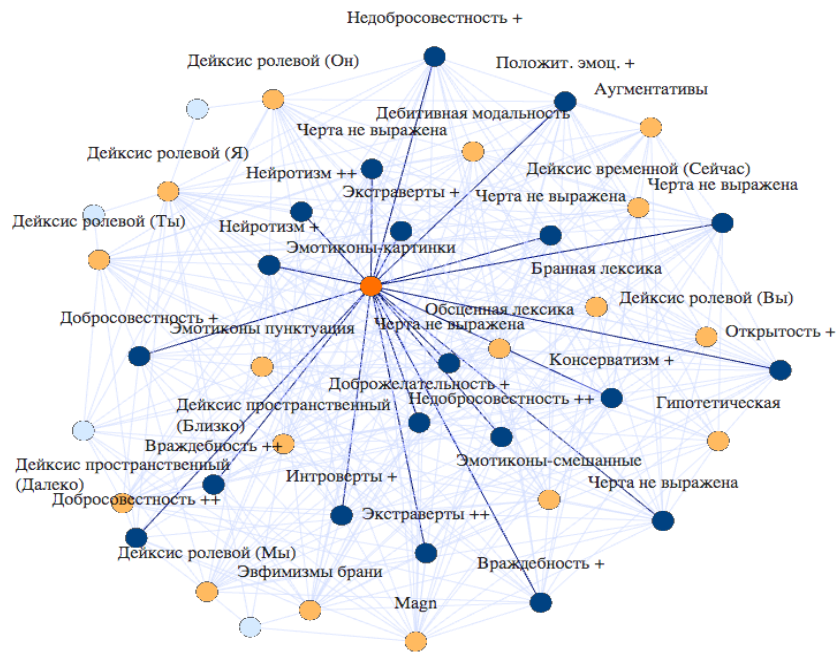 Недобросовестность +
Дейксис ролевой (Он)
Положит. эмоц. +
Аугментативы
Дебитивная модальность
Черта не выражена
Дейксис ролевой (Я)
Нейротизм ++
Дейксис временной (Сейчас)
Экстраверты +
Черта не выражена
Черта не выражена
Дейксис ролевой (Ты)
Нейротизм +
Эмотиконы-картинки
Бранная лексика
Дейксис ролевой (Вы)
Обсценная лексика
Добросовестность +
Эмотиконы пунктуация
Черта не выражена
Открытость +
Консерватизм +
Доброжелательность +
Недобросовестность ++
Гипотетическая
Дейксис пространственный
(Близко)
Враждебность ++
Дейксис пространственный
(Далеко)
Эмотиконы-смешанные
Интроверты +
Черта не выражена
Добросовестность ++
Экстраверты ++
Дейксис ролевой (Мы)
Эвфимизмы брани
Враждебность +
Magn